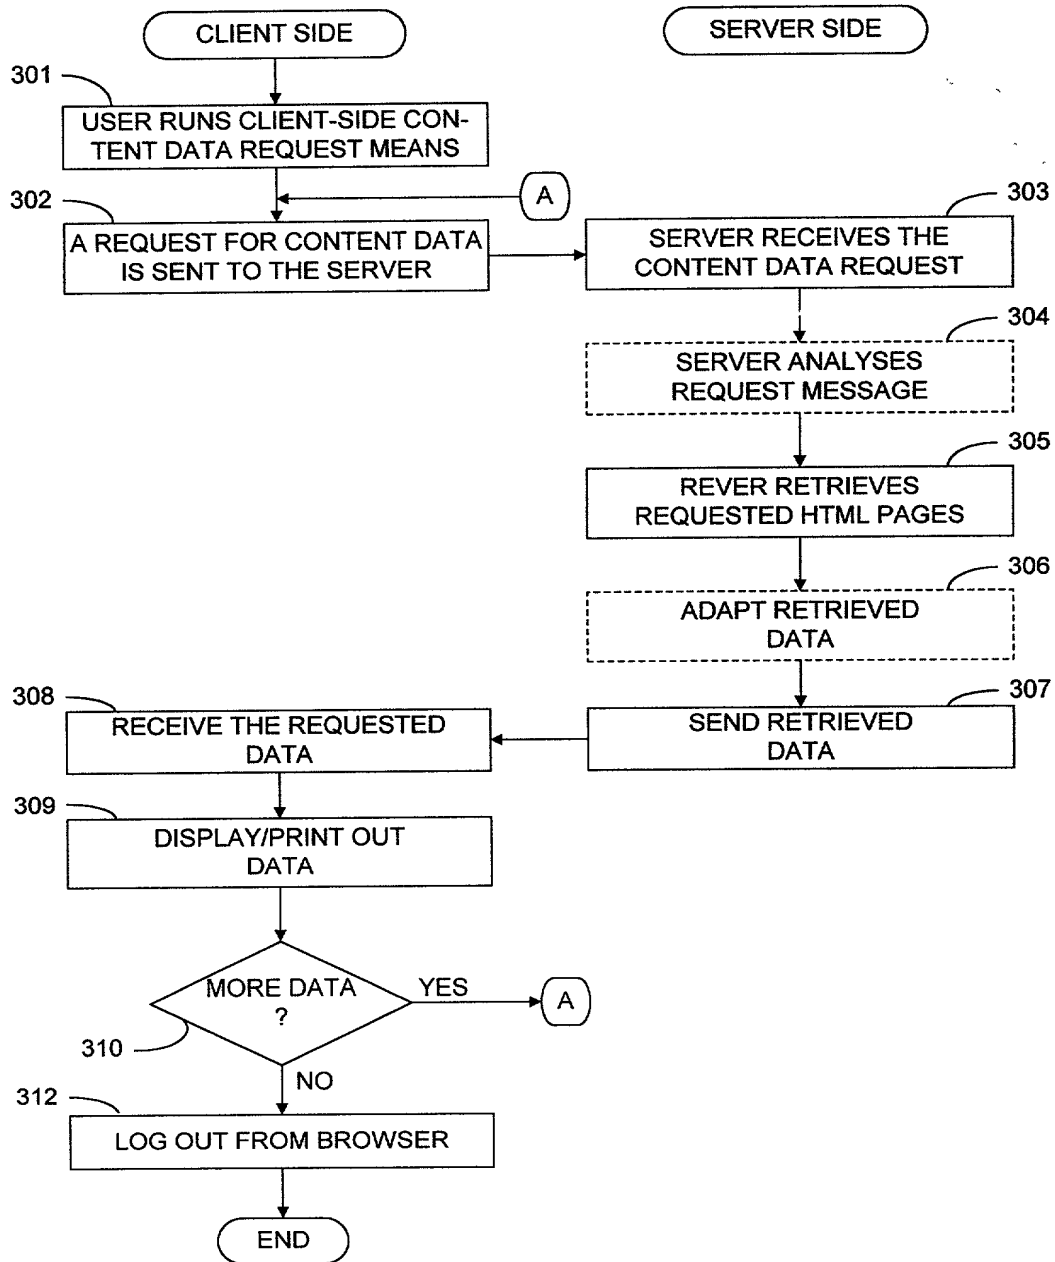 CLIENT SIDE
SERVER SIDE
301
USER RUNS CLIENT-SIDE CON-
TENT DATA REQUEST MEANS
302
A
303
A REQUEST FOR CONTENT DATA
IS SENT TO THE SERVER
SERVER RECEIVES THE
CONTENT DATA REQUEST
304
SERVER ANALYSES
REQUEST MESSAGE
305
REVER RETRIEVES
REQUESTED HTML PAGES
306
ADAPT RETRIEVED
DATA
307
SEND RETRIEVED
DATA
308
RECEIVE THE REQUESTED
DATA
309
DISPLAY/PRINT OUT
DATA
MORE DATA
?
YES
A
310
NO
312
LOG OUT FROM BROWSER
END